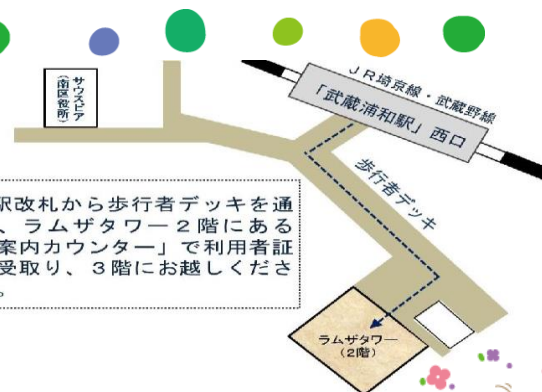 JR埼京線・武蔵野線
「武蔵浦和駅」西口
サウスピア
(南区役所)
歩行者デッキ
駅改札から歩行者デッキを通
、ラムザタワー2階にある
案内カウンター」で利用者証
受取り、3階にお越しくださ
。
ラムザタワー
(2階)